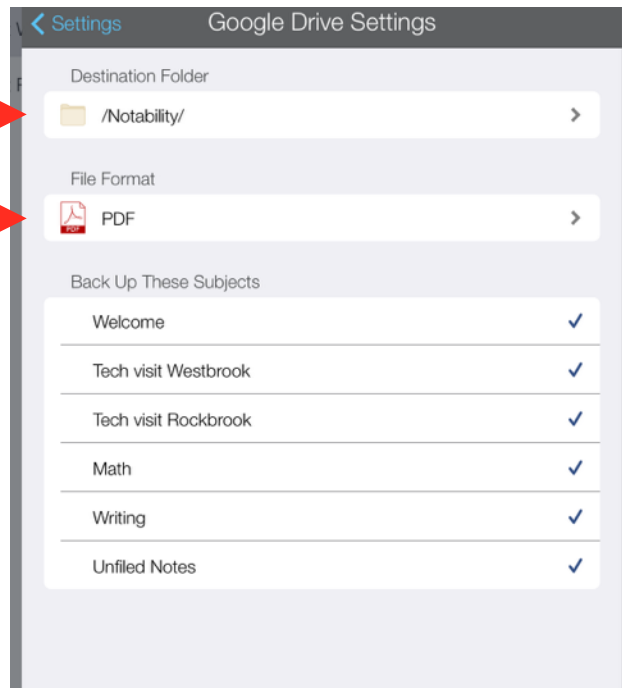 Settings
Google Drive Settings
Destination Folder
/Notability/
File Format
PDF
PDF
Back Up These Subjects
Welcome
Tech visit Westbrook
Tech visit Rockbrook
Math
Writing
Unfiled Notes